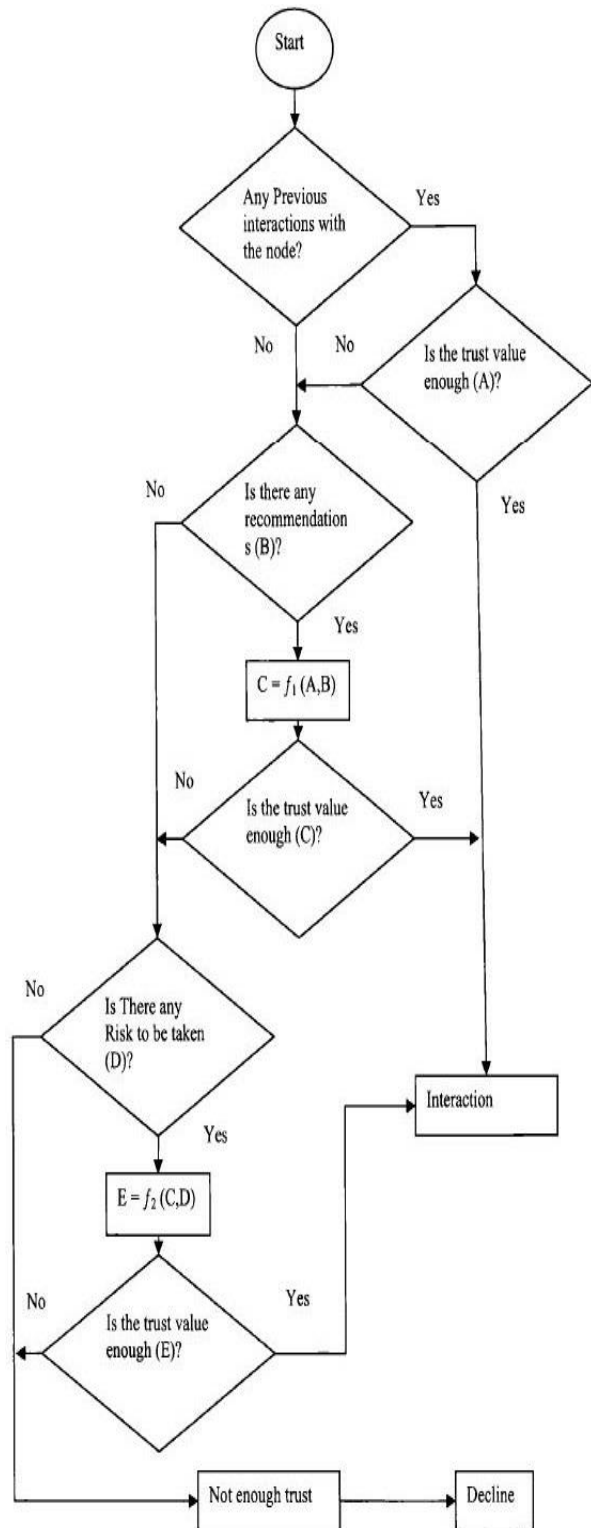 Start
Any Previous
interactions with
the node?
Yes
No
No
Is the trust value
enough (A)?
Yes
No
Is there any
recommendation
s (B)?
Yes
C = f₁ (A,B)
No
Is the trust value
enough (C)?
Yes
No
Is There any
Risk to be taken
(D)?
Yes
Interaction
E = f₂ (C,D)
No
Is the trust value
enough (E)?
Yes
Not enough trust
Decline